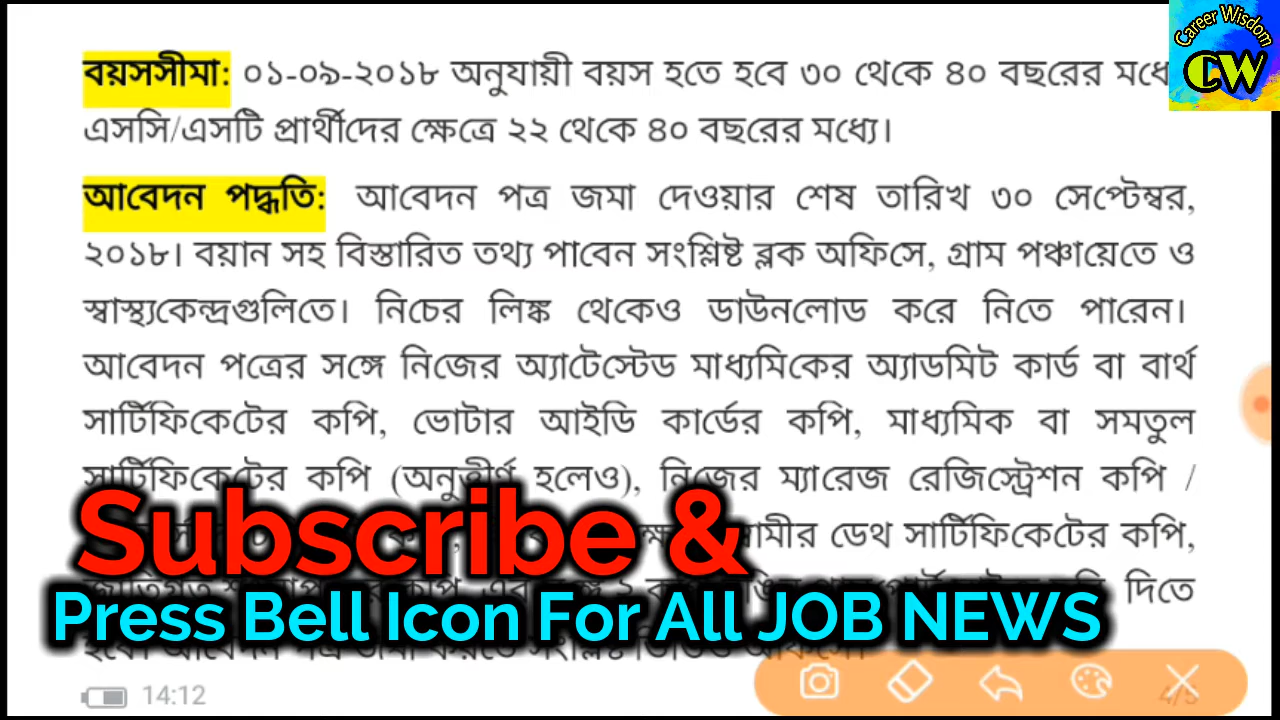 Career Wisdom
CW
বয়সসীমা: ০১-০৯-২০১৮ অনুযায়ী বয়স হতে হবে ৩০ থেকে ৪০ বছরের
এসসি/এসটি প্রার্থীদের ক্ষেত্রে ২২ থেকে ৪০ বছরের মধ্যে।
আবেদন পদ্ধতি: আবেদন পত্র জমা দেওয়ার শেষ তারিখ ৩০ সেপ্টেম্বর,
২০১৮। বয়ান সহ বিস্তারিত তথ্য পাবেন সংশ্লিষ্ট ব্লক অফিসে, গ্রাম পঞ্চায়েতে ও
স্বাস্থ্যকেন্দ্রগুলিতে। নিচের লিঙ্ক থেকেও ডাউনলোড করে নিতে পারেন।
আবেদন পত্রের সঙ্গে নিজের অ্যাটেস্টেড মাধ্যমিকের অ্যাডমিট কার্ড বা বার্থ
সার্টিফিকেটের কপি, ভোটার আইডি কার্ডের কপি, মাধ্যমিক বা সমতুল
সার্টিফিকেটের কপি (অনুত্তীর্ণ হলেও), নিজের ম্যারেজ রেজিস্ট্রেশন কপি /
ডেথ সার্টিফিকেটের কপি,
Subscribe &
দিতে
Press Bell Icon For All JOB NEWS
14:12
4/5